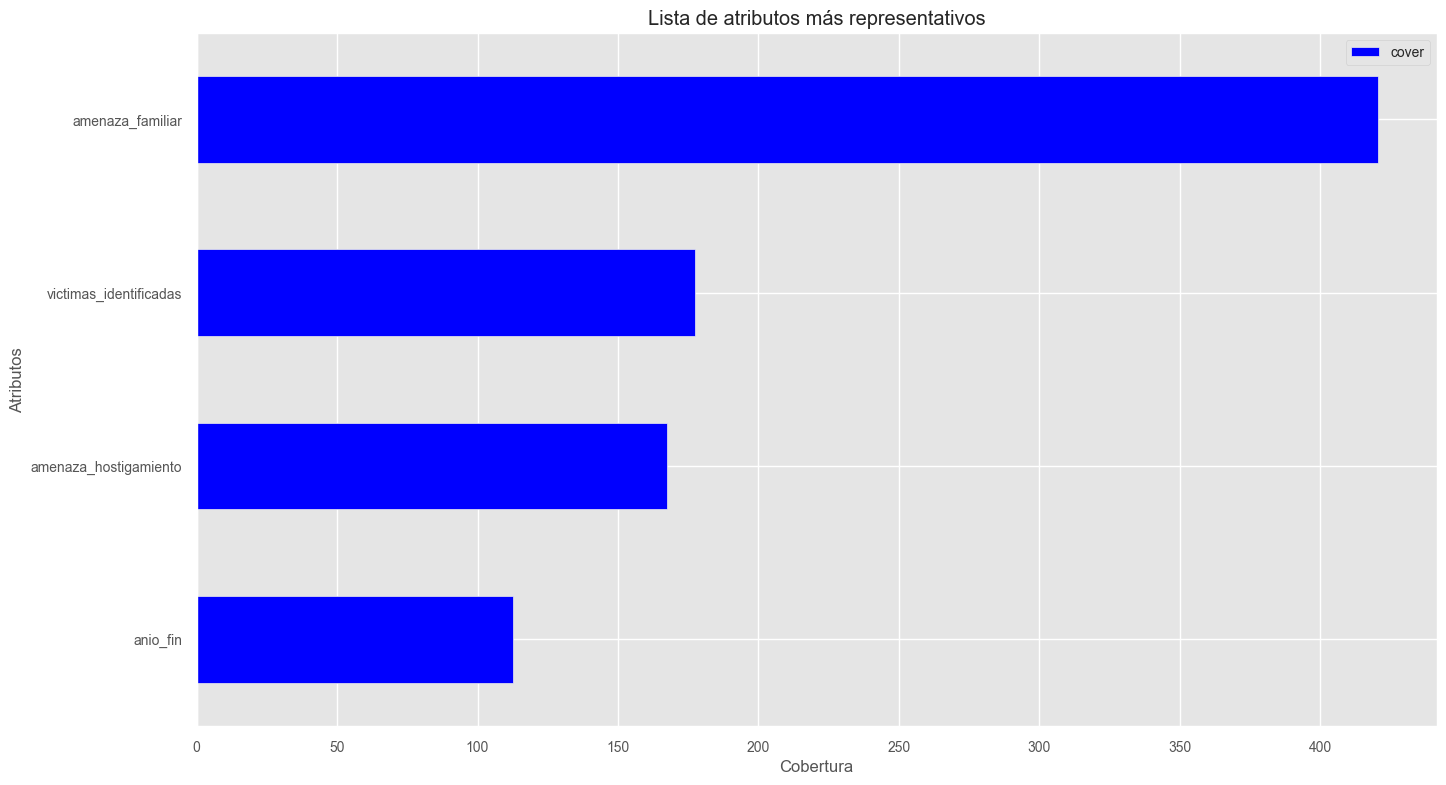 Lista de atributos más representativos
cover
amenaza_familiar
victimas_identificadas
amenaza_hostigamiento
anio_fin
Atributos
0 50 100 150 200 250 300 350 400
Cobertura